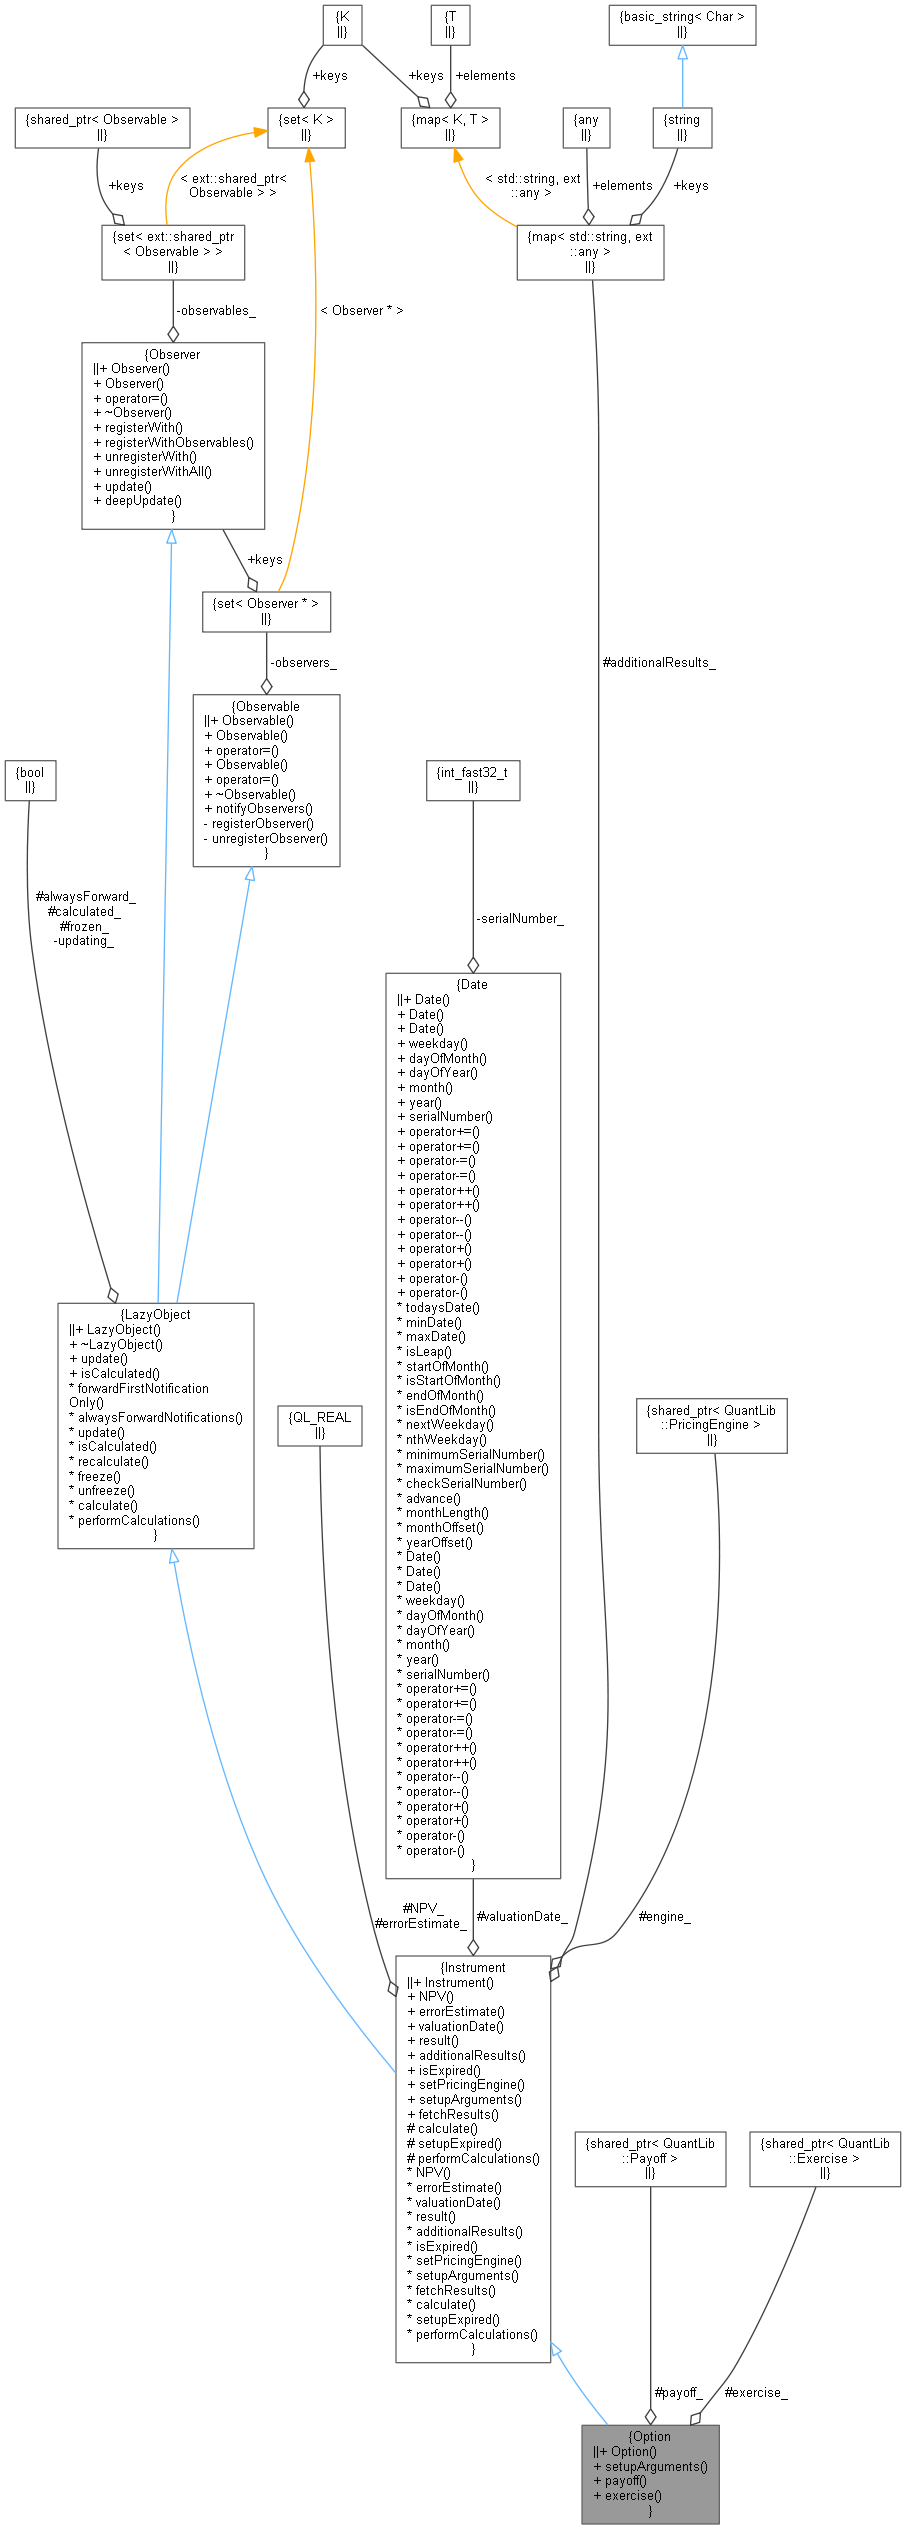 {K
||}
{T
||}
{basic_string< Char >
||}
+keys
+keys
+elements
{shared_ptr< Observable >
||}
{set< K >
||}
{map< K, T >
||}
{any
||}
{string
||}
+keys
< ext::shared_ptr<
Observable > >
< std::string, ext
::any >
+elements
+keys
{set< ext::shared_ptr
< Observable > >
||}
{map< std::string, ext
::any >
||}
-observables_
< Observer * >
{Observer
||+ Observer()
+ Observer()
+ operator=()
+ ~Observer()
+ registerWith()
+ registerWithObservables()
+ unregisterWith()
+ unregisterWithAll()
+ update()
+ deepUpdate()
}
+keys
{set< Observer * >
||}
-observers_
#additionalResults_
{Observable
||+ Observable()
+ Observable()
+ operator=()
+ Observable()
+ operator=()
+ ~Observable()
+ notifyObservers()
- registerObserver()
- unregisterObserver()
}
{bool
||}
{int_fast32_t
||}
#alwaysForward_
#calculated_
#frozen_
-updating_
-serialNumber_
{Date
||+ Date()
+ Date()
+ Date()
+ weekday()
+ dayOfMonth()
+ dayOfYear()
+ month()
+ year()
+ serialNumber()
+ operator+=()
+ operator+=()
+ operator-=()
+ operator-=()
+ operator++()
+ operator++()
+ operator--()
+ operator--()
+ operator+()
+ operator+()
+ operator-()
+ operator-()
* todaysDate()
* minDate()
* maxDate()
* isLeap()
* startOfMonth()
* isStartOfMonth()
* endOfMonth()
* isEndOfMonth()
* nextWeekday()
* nthWeekday()
* minimumSerialNumber()
* maximumSerialNumber()
* checkSerialNumber()
* advance()
* monthLength()
* monthOffset()
* yearOffset()
* Date()
* Date()
* Date()
* weekday()
* dayOfMonth()
* dayOfYear()
* month()
* year()
* serialNumber()
* operator+=()
* operator+=()
* operator-=()
* operator-=()
* operator++()
* operator++()
* operator--()
* operator--()
* operator+()
* operator+()
* operator-()
* operator-()
}
{LazyObject
||+ LazyObject()
+ ~LazyObject()
+ update()
+ isCalculated()
* forwardFirstNotification
Only()
* alwaysForwardNotifications()
* update()
* isCalculated()
* recalculate()
* freeze()
* unfreeze()
* calculate()
* performCalculations()
}
{QL_REAL
||}
{shared_ptr< QuantLib
::PricingEngine >
||}
#NPV_
#errorEstimate_
#valuationDate_
#engine_
{Instrument
||+ Instrument()
+ NPV()
+ errorEstimate()
+ valuationDate()
+ result()
+ additionalResults()
+ isExpired()
+ setPricingEngine()
+ setupArguments()
+ fetchResults()
# calculate()
# setupExpired()
# performCalculations()
* NPV()
* errorEstimate()
* valuationDate()
* result()
* additionalResults()
* isExpired()
* setPricingEngine()
* setupArguments()
* fetchResults()
* calculate()
* setupExpired()
* performCalculations()
}
{shared_ptr< QuantLib
::Payoff >
||}
{shared_ptr< QuantLib
::Exercise >
||}
#payoff_
#exercise_
{Option
||+ Option()
+ setupArguments()
+ payoff()
+ exercise()
}